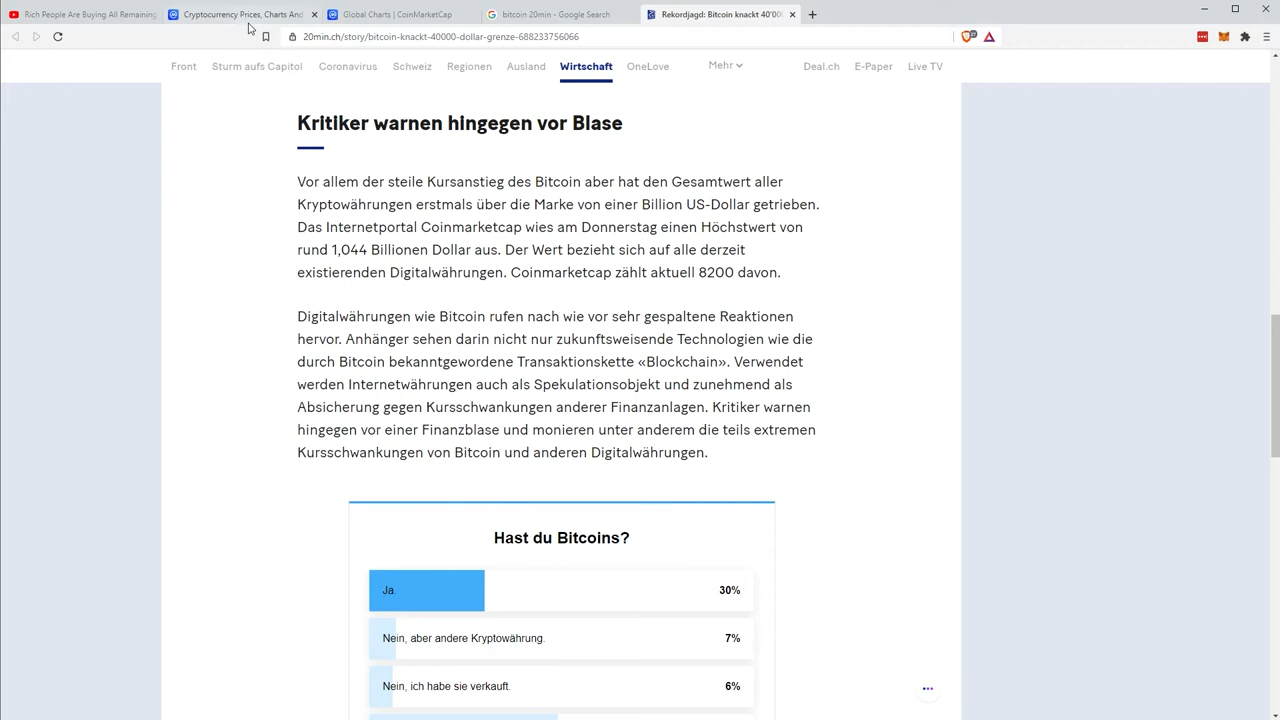 Rich People Are Buying All Remaining
Cryptocurrency Prices, Charts And
Global Charts | CoinMarketCap
bitcoin 20min - Google Search
Rekordjagd: Bitcoin knackt 40'00
20min.ch/story/bitcoin-knackt-40000-dollar-grenze-688233756066
Front Sturm aufs Capitol Coronavirus Schweiz Regionen Ausland Wirtschaft OneLove Mehr Deal.ch E-Paper Live TV
Kritiker warnen hingegen vor Blase
Vor allem der steile Kursanstieg des Bitcoin aber hat den Gesamtwert aller
Kryptowährungen erstmals über die Marke von einer Billion US-Dollar getrieben.
Das Internetportal Coinmarketcap wies am Donnerstag einen Höchstwert von
rund 1,044 Billionen Dollar aus. Der Wert bezieht sich auf alle derzeit
existierenden Digitalwährungen. Coinmarketcap zählt aktuell 8200 davon.
Digitalwährungen wie Bitcoin rufen nach wie vor sehr gespaltene Reaktionen
hervor. Anhänger sehen darin nicht nur zukunftsweisende Technologien wie die
durch Bitcoin bekanntgewordene Transaktionskette «Blockchain». Verwendet
werden Internetwährungen auch als Spekulationsobjekt und zunehmend als
Absicherung gegen Kursschwankungen anderer Finanzanlagen. Kritiker warnen
hingegen vor einer Finanzblase und monieren unter anderem die teils extremen
Kursschwankungen von Bitcoin und anderen Digitalwährungen.
Hast du Bitcoins?
Ja. 30%
Nein, aber andere Kryptowährung. 7%
Nein, ich habe sie verkauft. 6%